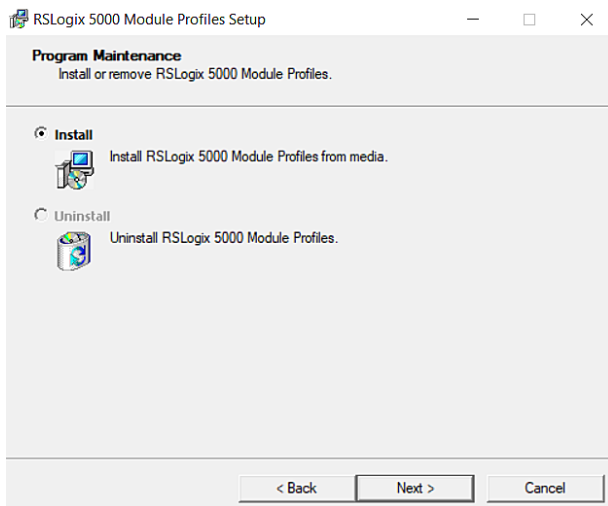 RSLogix 5000 Module Profiles Setup
Program Maintenance
Install or remove RSLogix 5000 Module Profiles.
Install
Install RSLogix 5000 Module Profiles from media.
Uninstall
Uninstall RSLogix 5000 Module Profiles.
< Back
Next >
Cancel